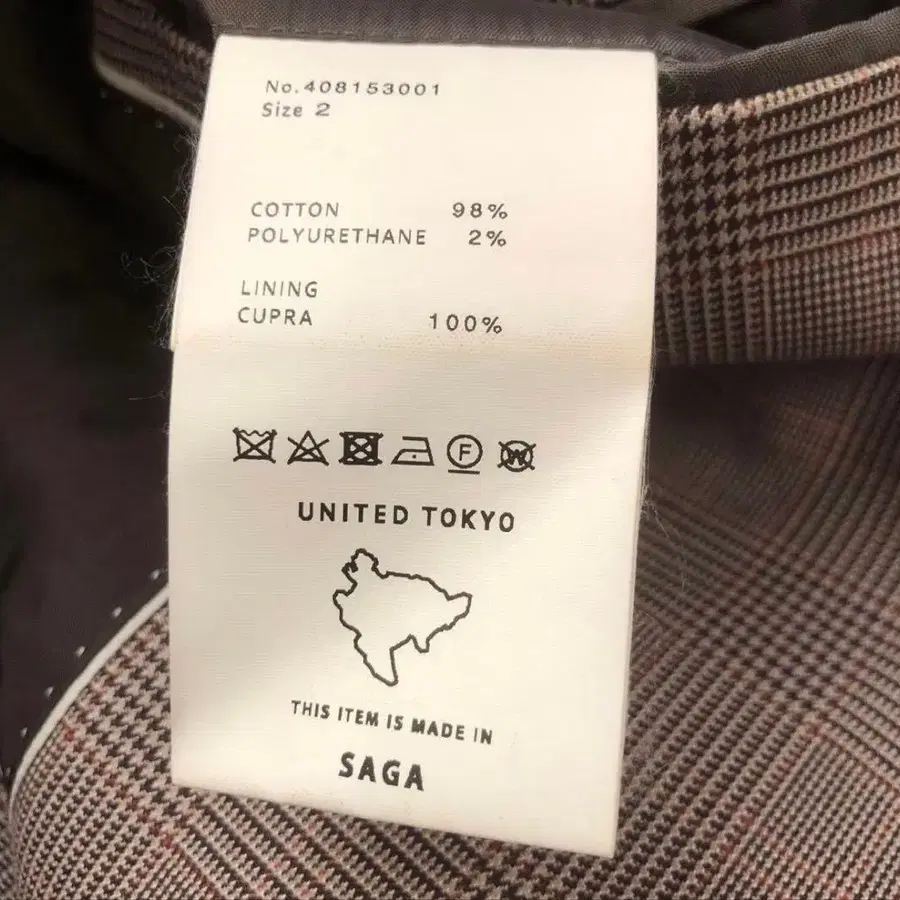 No.408153001
Size 2
COTTON 98%
POLYURETHANE 2%
LINING
CUPRA 100%
F W
UNITED TOKYO
THIS ITEM IS MADE IN
SAGA